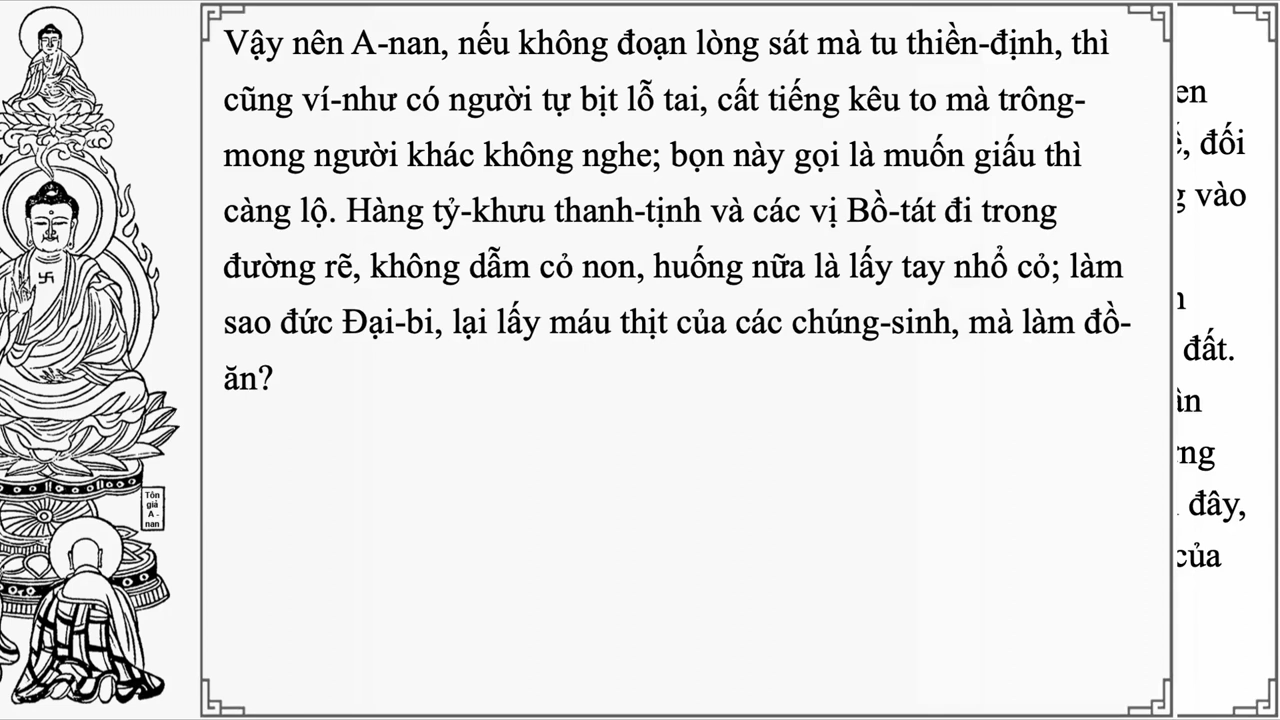 Vậy nên A-nan, nếu không đoạn lòng sát mà tu thiền-định, thì
cũng ví-như có người tự bịt lỗ tai, cất tiếng kêu to mà trông-
mong người khác không nghe; bọn này gọi là muốn giấu thì
càng lộ. Hàng tỷ-khưu thanh-tịnh và các vị Bồ-tát đi trong
đường rẽ, không dẫm cỏ non, huống nữa là lấy tay nhổ cỏ; làm
sao đức Đại-bi, lại lấy máu thịt của các chúng-sinh, mà làm đồ-
ăn?
Tôn
giả
A -
nan
đối
vào
đất.
đây,
của